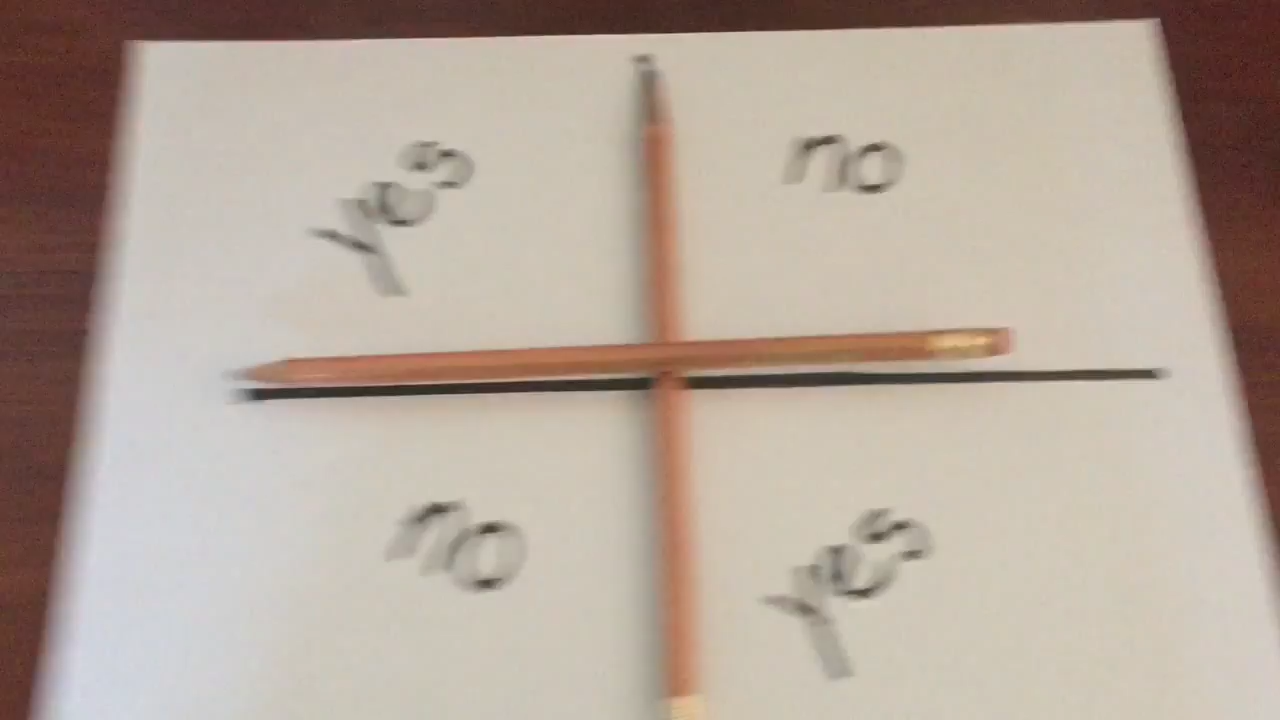 yes no
no yes